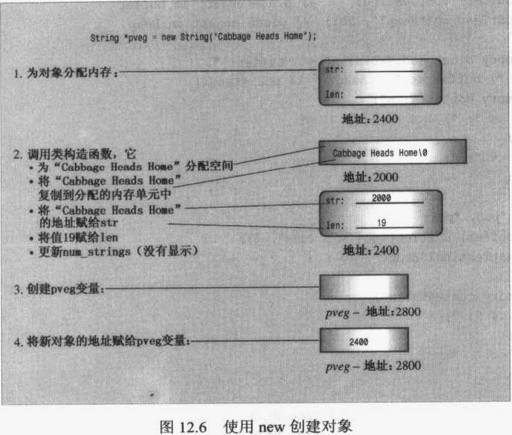 String *pveg = new String("Cabbage Heads Home");
1. 为对象分配内存：
str:
len:
地址：2400
2. 调用类构造函数，它
• 为“Cabbage Heads Home”分配空间
• 将“Cabbage Heads Home”
复制到分配的内存单元中
• 将“Cabbage Heads Home”
的地址赋给str
• 将值19赋给len
• 更新num_strings（没有显示）
Cabbage Heads Home\0
地址：2000
str: 2000
len: 19
地址：2400
3. 创建pveg变量：
pveg – 地址：2800
4. 将新对象的地址赋给pveg变量：
2400
pveg – 地址：2800
图 12.6 使用 new 创建对象